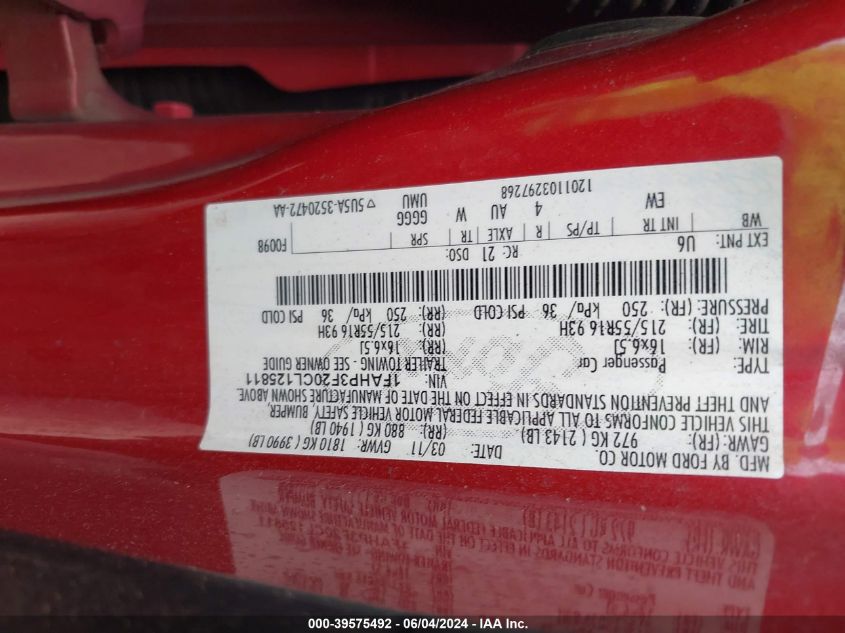 MFD. BY FORD MOTOR CO.
DATE: 03/11 GVWR: 1810 KG ( 3990 LB)
GAWR: (FR): 972 KG ( 2143 LB) (RR): 880 KG ( 1940 LB)
THIS VEHICLE CONFORMS TO ALL APPLICABLE FEDERAL MOTOR VEHICLE SAFETY, BUMPER,
AND THEFT PREVENTION STANDARDS IN EFFECT ON THE DATE OF MANUFACTURE SHOWN ABOVE.
VIN: 1FAHP3F20CL125811
TYPE: Passenger Car TRAILER TOWING - SEE OWNER GUIDE
RIM: (FR): 16x6.5J (RR): 16x6.5J
TIRE: (FR): 215/55R16 93H (RR): 215/55R16 93H
PRESSURE: (FR): 250 kPa/ 36 PSI COLD (RR): 250 kPa/ 36 PSI COLD
EXT PNT: U6 RC: 21 DSO: F0098
WB INT TR TP/PS R AXLE TR SPR
EW 4 AU W GGGG UMU
1201103297268 5U5A-3520472-AA
000-39575492 - 06/04/2024 - IAA Inc.